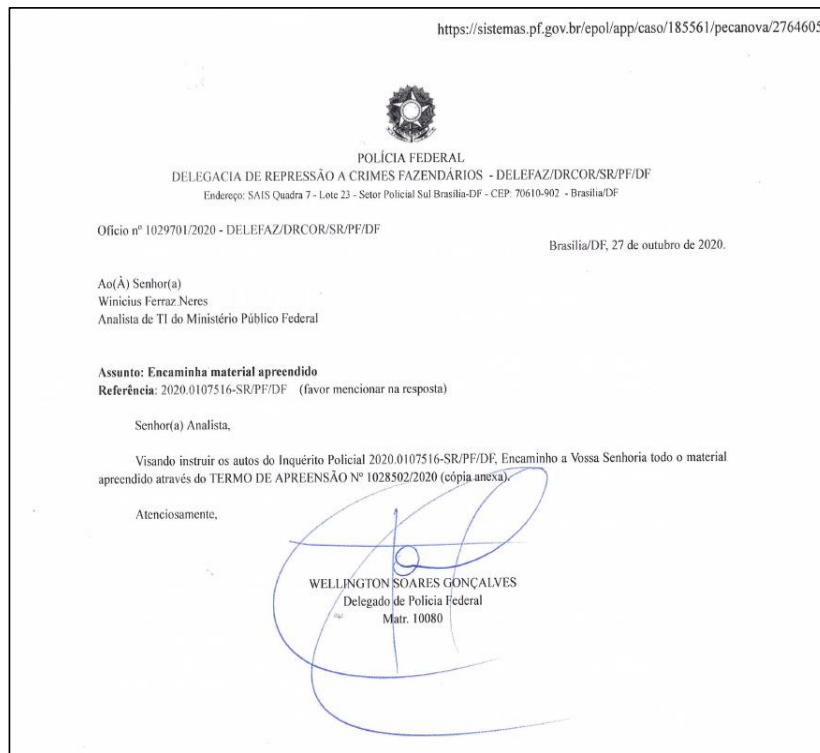 https://sistemas.pf.gov.br/epol/app/caso/185561/pecanova/2764605
POLÍCIA FEDERAL
DELEGACIA DE REPRESSÃO A CRIMES FAZENDÁRIOS - DELEFAZ/DRCOR/SR/PF/DF
Endereço: SAIS Quadra 7 - Lote 23 - Setor Policial Sul Brasília-DF - CEP: 70610-902 - Brasília/DF
Ofício nº 1029701/2020 - DELEFAZ/DRCOR/SR/PF/DF
Brasília/DF, 27 de outubro de 2020.
Ao(À) Senhor(a)
Winicius Ferraz Neres
Analista de TI do Ministério Público Federal
Assunto: Encaminha material apreendido
Referência: 2020.0107516-SR/PF/DF (favor mencionar na resposta)
Senhor(a) Analista,
Visando instruir os autos do Inquérito Policial 2020.0107516-SR/PF/DF, Encaminho a Vossa Senhoria todo o material
apreendido através do TERMO DE APREENSÃO Nº 1028502/2020 (cópia anexa).
Atenciosamente,
WELLINGTON SOARES GONÇALVES
Delegado de Polícia Federal
Matr. 10080